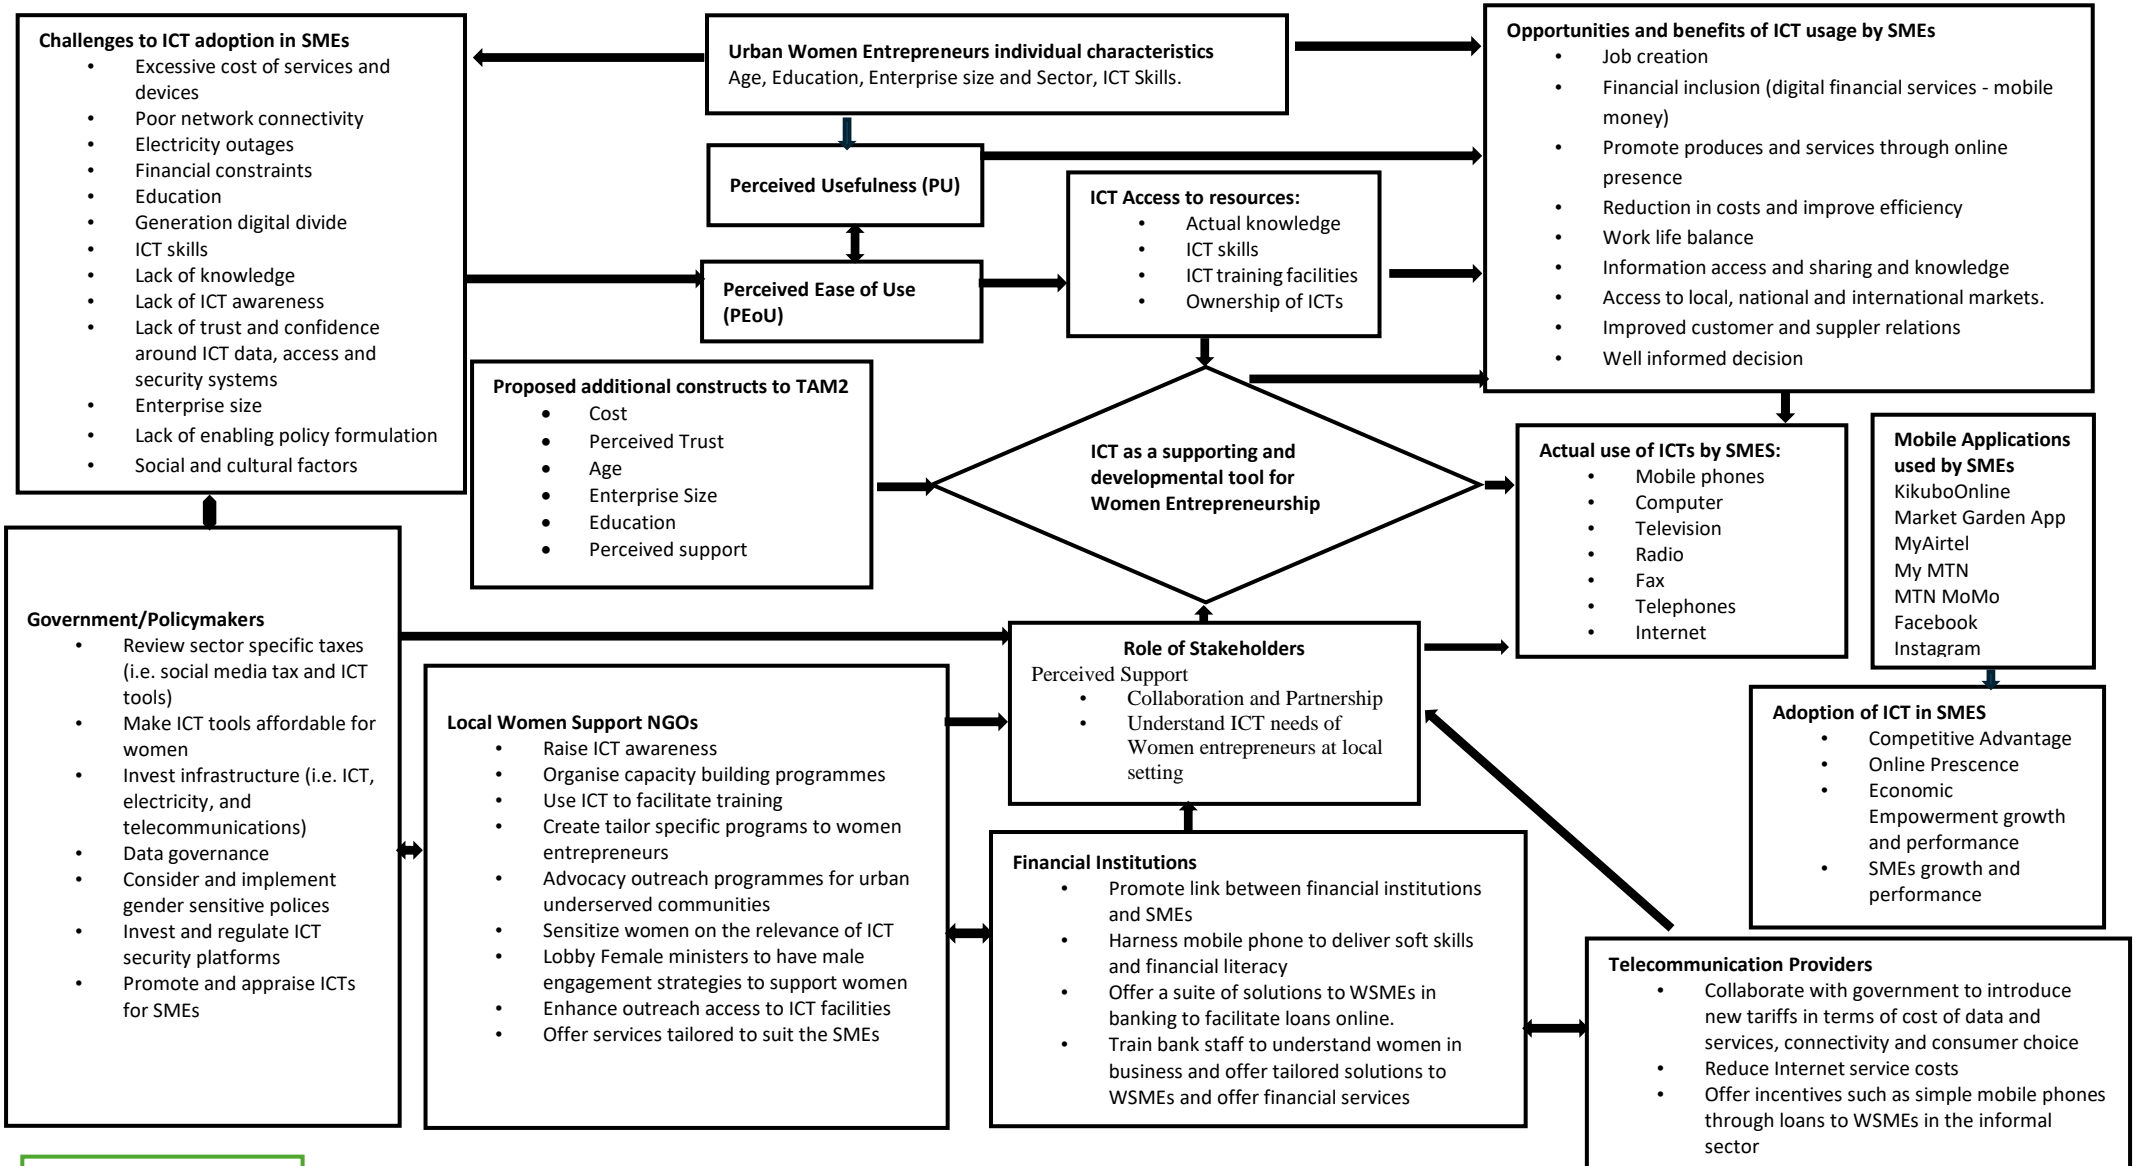 Challenges to ICT adoption in SMEs
• Excessive cost of services and
devices
• Poor network connectivity
• Electricity outages
• Financial constraints
• Education
• Generation digital divide
• ICT skills
• Lack of knowledge
• Lack of ICT awareness
• Lack of trust and confidence
around ICT data, access and
security systems
• Enterprise size
• Lack of enabling policy formulation
• Social and cultural factors
Urban Women Entrepreneurs individual characteristics
Age, Education, Enterprise size and Sector, ICT Skills.
Opportunities and benefits of ICT usage by SMEs
• Job creation
• Financial inclusion (digital financial services - mobile
money)
• Promote produces and services through online
presence
• Reduction in costs and improve efficiency
• Work life balance
• Information access and sharing and knowledge
• Access to local, national and international markets.
• Improved customer and suppler relations
• Well informed decision
Perceived Usefulness (PU)
Perceived Ease of Use
(PEoU)
ICT Access to resources:
• Actual knowledge
• ICT skills
• ICT training facilities
• Ownership of ICTs
Proposed additional constructs to TAM2
• Cost
• Perceived Trust
• Age
• Enterprise Size
• Education
• Perceived support
ICT as a supporting and
developmental tool for
Women Entrepreneurship
Actual use of ICTs by SMES:
• Mobile phones
• Computer
• Television
• Radio
• Fax
• Telephones
• Internet
Mobile Applications
used by SMEs
KikuboOnline
Market Garden App
MyAirtel
My MTN
MTN MoMo
Facebook
Instagram
Government/Policymakers
• Review sector specific taxes
(i.e. social media tax and ICT
tools)
• Make ICT tools affordable for
women
• Invest infrastructure (i.e. ICT,
electricity, and
telecommunications)
• Data governance
• Consider and implement
gender sensitive polices
• Invest and regulate ICT
security platforms
• Promote and appraise ICTs
for SMEs
Local Women Support NGOs
• Raise ICT awareness
• Organise capacity building programmes
• Use ICT to facilitate training
• Create tailor specific programs to women
entrepreneurs
• Advocacy outreach programmes for urban
underserved communities
• Sensitize women on the relevance of ICT
• Lobby Female ministers to have male
engagement strategies to support women
• Enhance outreach access to ICT facilities
• Offer services tailored to suit the SMEs
Role of Stakeholders
Perceived Support
• Collaboration and Partnership
• Understand ICT needs of
Women entrepreneurs at local
setting
Financial Institutions
• Promote link between financial institutions
and SMEs
• Harness mobile phone to deliver soft skills
and financial literacy
• Offer a suite of solutions to WSMEs in
banking to facilitate loans online.
• Train bank staff to understand women in
business and offer tailored solutions to
WSMEs and offer financial services
Adoption of ICT in SMES
• Competitive Advantage
• Online Prescence
• Economic
Empowerment growth
and performance
• SMEs growth and
performance
Telecommunication Providers
• Collaborate with government to introduce
new tariffs in terms of cost of data and
services, connectivity and consumer choice
• Reduce Internet service costs
• Offer incentives such as simple mobile phones
through loans to WSMEs in the informal
sector